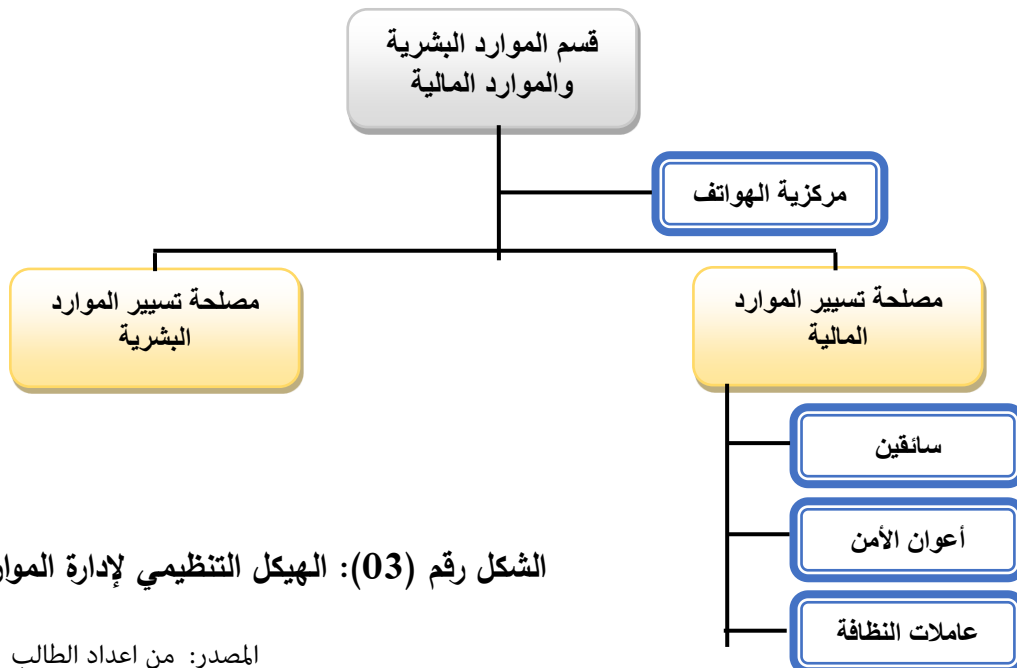 قسم الموارد البشرية
والموارد المالية
مركزية الهواتف
مصلحة تسيير الموارد
المالية
مصلحة تسيير الموارد
البشرية
سائقين
أعوان الأمن
عاملات النظافة
الشكل رقم (03): الهيكل التنظيمي لإدارة
المصدر: من اعداد الطالب